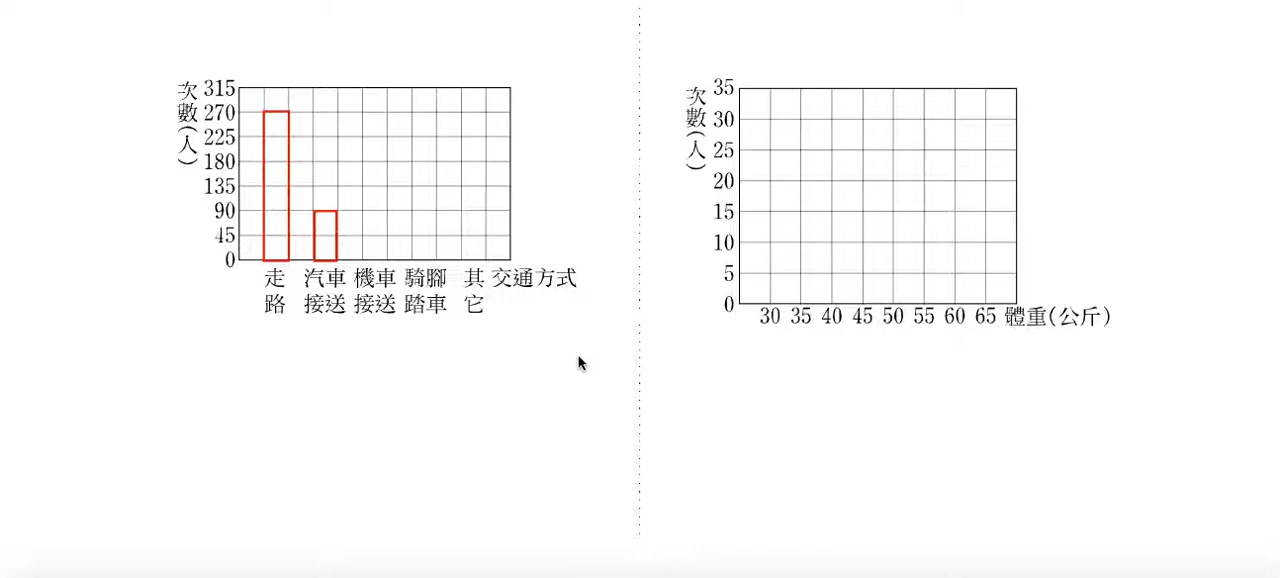 次數(人)
315
270
225
180
135
90
45
0
走路
汽車接送
機車接送
騎腳踏車
其它
交通方式
次數(人)
35
30
25
20
15
10
5
0
30 35 40 45 50 55 60 65 體重(公斤)